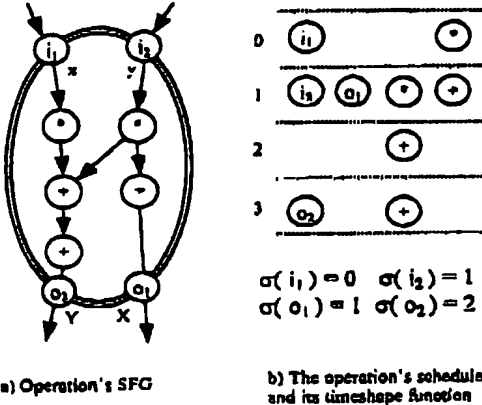 i₁ i₂
x y
* *
+ +
+
o₂ o₁
Y X
a) Operation's SFG
0 i₁ *
1 i₂ o₁ * +
2 +
3 o₂ +
σ( i₁ ) = 0 σ( i₂ ) = 1
σ( o₁ ) = 1 σ( o₂ ) = 2
b) The operation's schedule
and its timeshape function